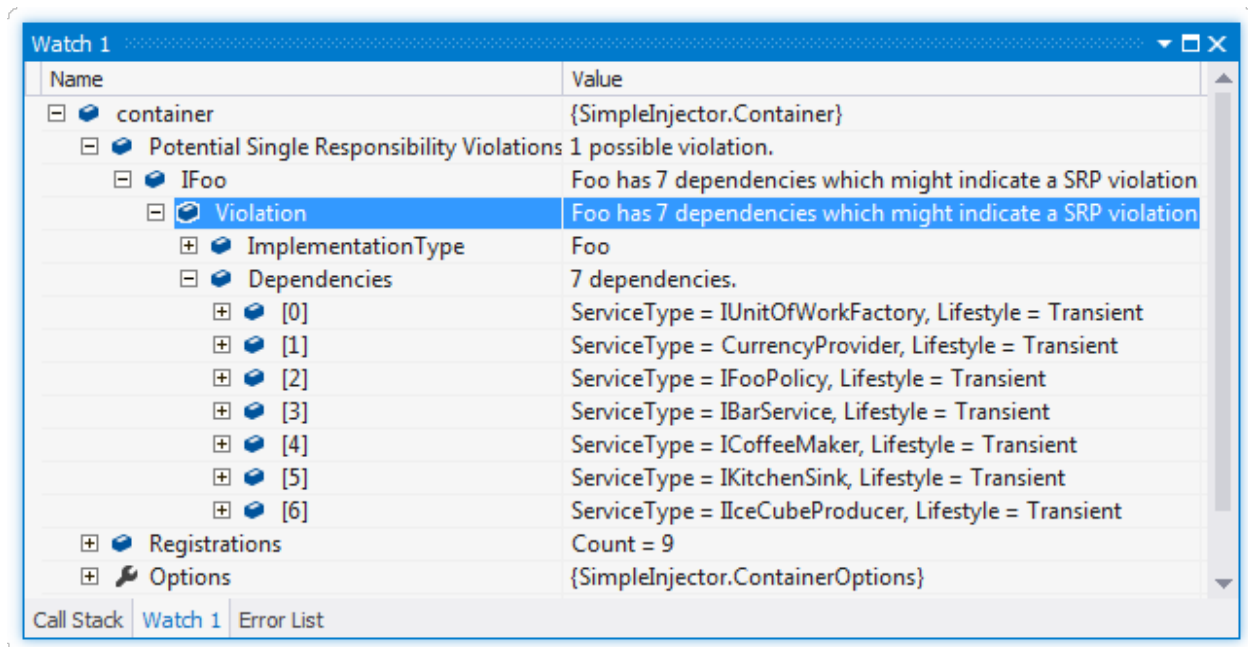 Watch 1
Name Value
container {SimpleInjector.Container}
Potential Single Responsibility Violations 1 possible violation.
IFoo Foo has 7 dependencies which might indicate a SRP violation
Violation Foo has 7 dependencies which might indicate a SRP violation
ImplementationType Foo
Dependencies 7 dependencies.
[0] ServiceType = IUnitOfWorkFactory, Lifestyle = Transient
[1] ServiceType = CurrencyProvider, Lifestyle = Transient
[2] ServiceType = IFooPolicy, Lifestyle = Transient
[3] ServiceType = IBarService, Lifestyle = Transient
[4] ServiceType = ICoffeeMaker, Lifestyle = Transient
[5] ServiceType = IKitchenSink, Lifestyle = Transient
[6] ServiceType = IIceCubeProducer, Lifestyle = Transient
Registrations Count = 9
Options {SimpleInjector.ContainerOptions}
Call Stack Watch 1 Error List